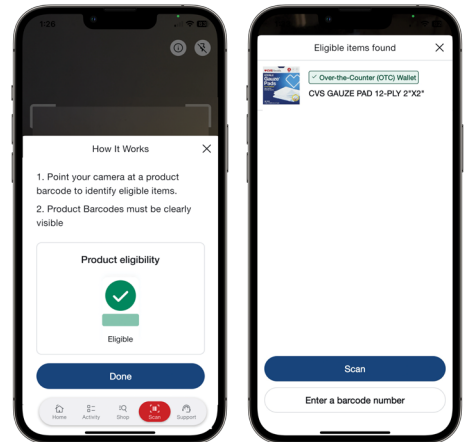 1:26
How It Works
1. Point your camera at a product
barcode to identify eligible items.
2. Product Barcodes must be clearly
visible
Product eligibility
Eligible
Done
Home
Activity
Shop
Scan
Support
Eligible items found
Over-the-Counter (OTC) Wallet
CVS GAUZE PAD 12-PLY 2"X2"
Gauze
Pads
Scan
Enter a barcode number